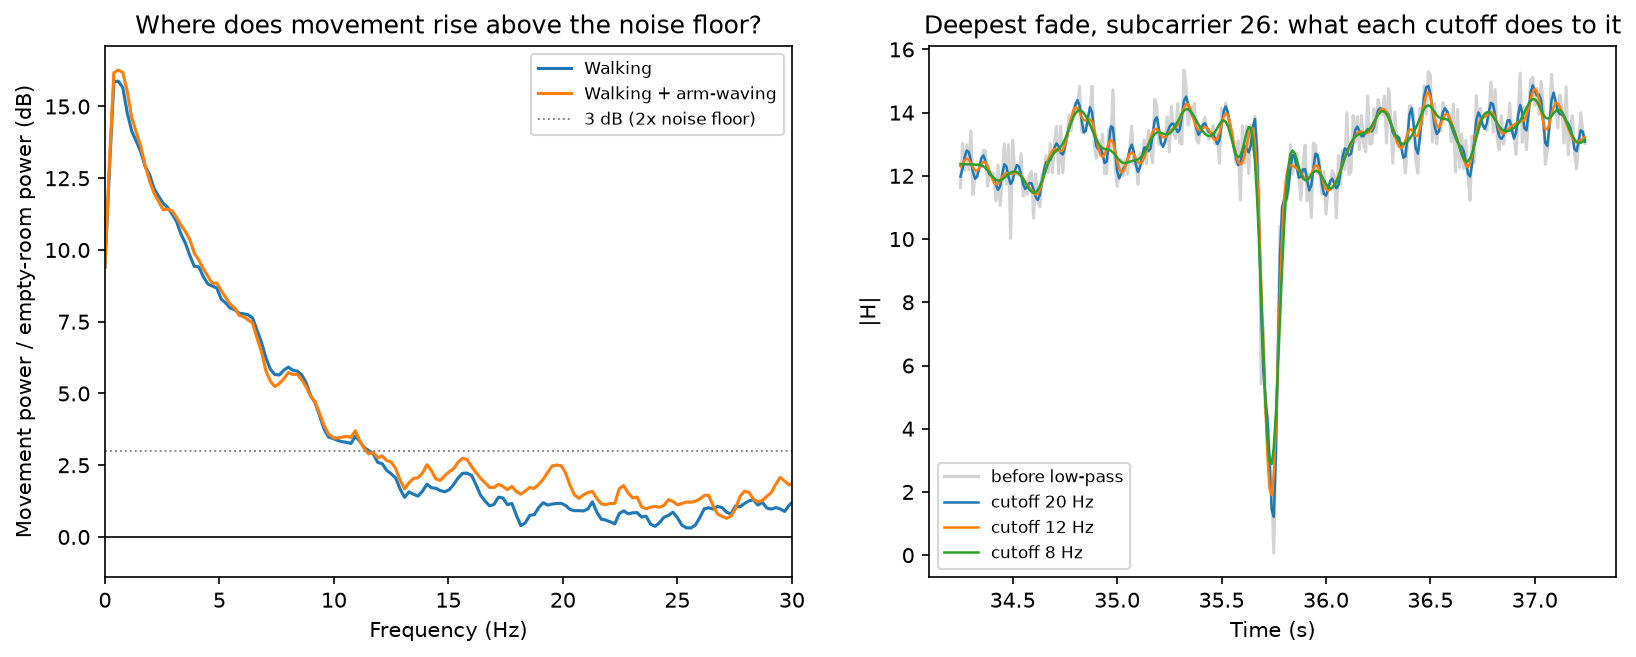 Where does movement rise above the noise floor?
Movement power / empty-room power (dB)
15.0
12.5
10.0
7.5
5.0
2.5
0.0
Walking
Walking + arm-waving
3 dB (2x noise floor)
0
5
10
15
20
25
30
Frequency (Hz)
Deepest fade, subcarrier 26: what each cutoff does to it
|H|
16
14
12
10
8
6
4
2
0
before low-pass
cutoff 20 Hz
cutoff 12 Hz
cutoff 8 Hz
34.5
35.0
35.5
36.0
36.5
37.0
Time (s)